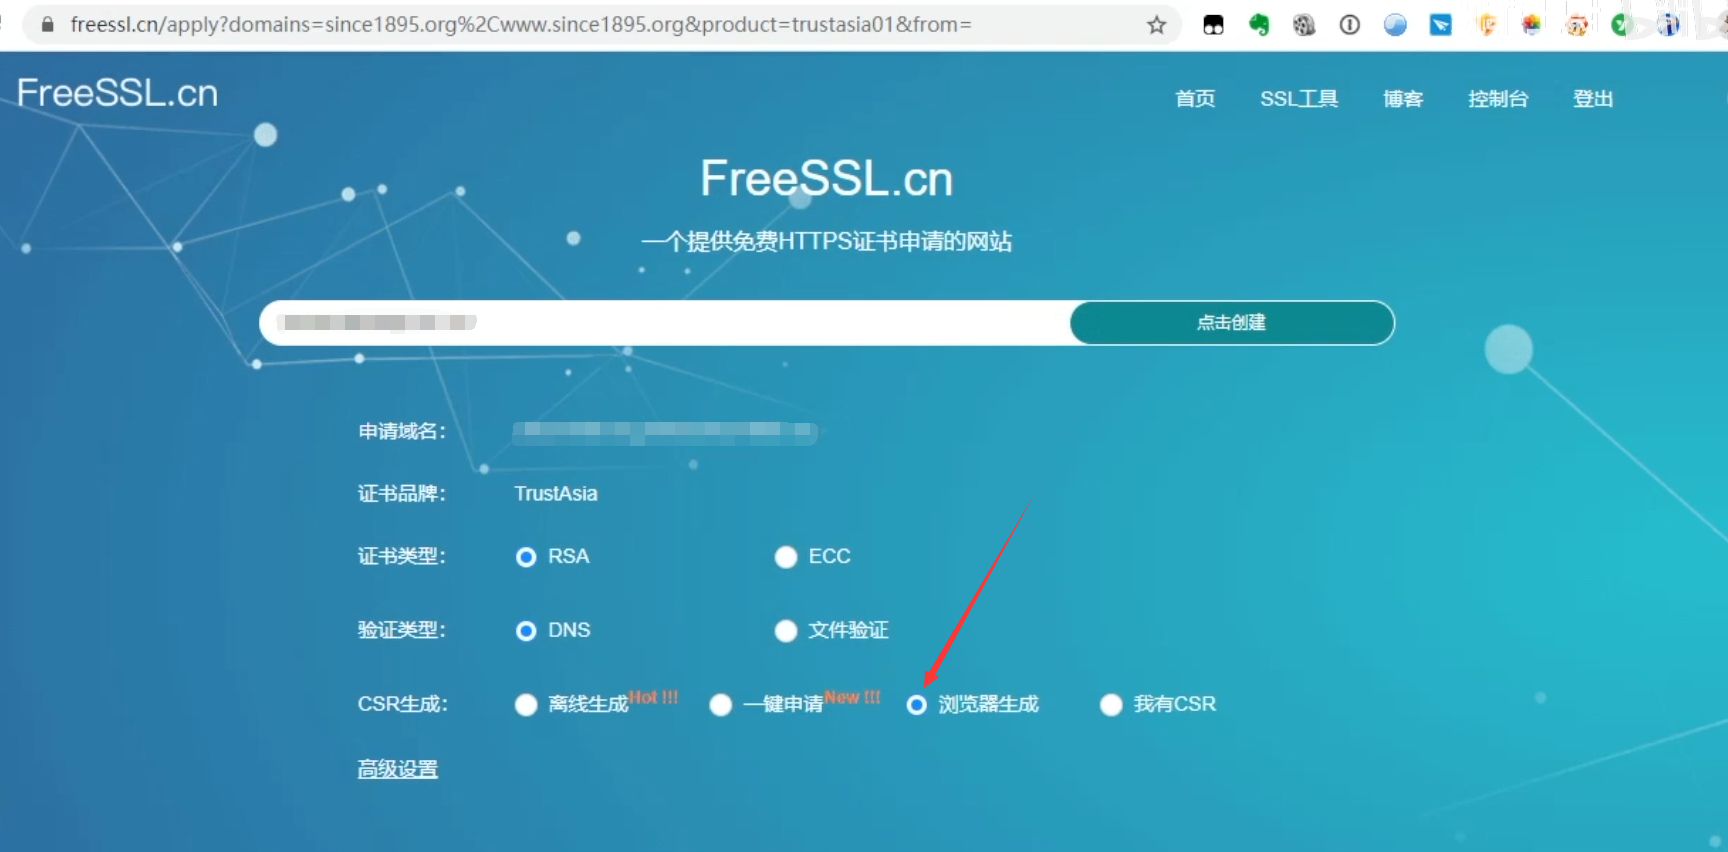 freessl.cn/apply?domains=since1895.org%2Cwww.since1895.org&product=trustasia01&from=
FreeSSL.cn
首页 SSL工具 博客 控制台 登出
FreeSSL.cn
一个提供免费HTTPS证书申请的网站
点击创建
申请域名:
证书品牌: TrustAsia
证书类型: RSA ECC
验证类型: DNS 文件验证
CSR生成: 离线生成Hot !!! 一键申请New !!! 浏览器生成 我有CSR
高级设置